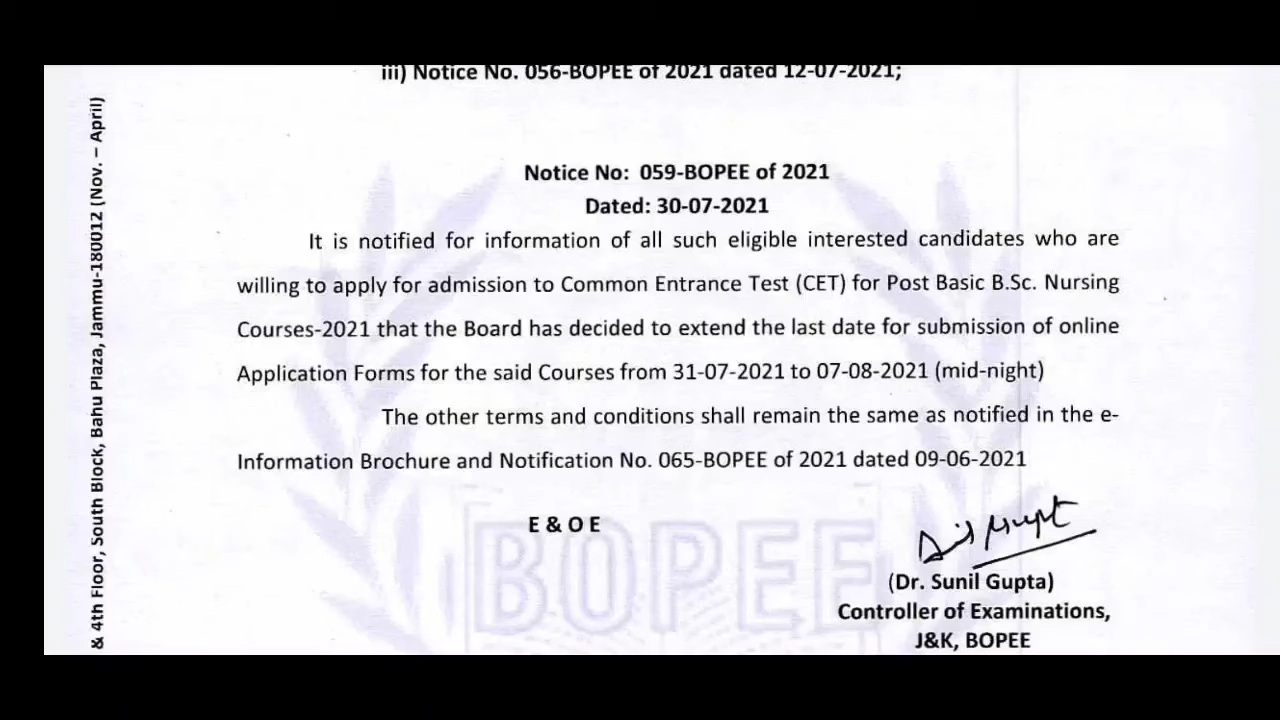 iii) Notice No. 056-BOPEE of 2021 dated 12-07-2021;
& 4th Floor, South Block, Bahu Plaza, Jammu-180012 (Nov. – April)
Notice No: 059-BOPEE of 2021
Dated: 30-07-2021
It is notified for information of all such eligible interested candidates who are
willing to apply for admission to Common Entrance Test (CET) for Post Basic B.Sc. Nursing
Courses-2021 that the Board has decided to extend the last date for submission of online
Application Forms for the said Courses from 31-07-2021 to 07-08-2021 (mid-night)
The other terms and conditions shall remain the same as notified in the e-
Information Brochure and Notification No. 065-BOPEE of 2021 dated 09-06-2021
E & O E
BOPEE
(Dr. Sunil Gupta)
Controller of Examinations,
J&K, BOPEE